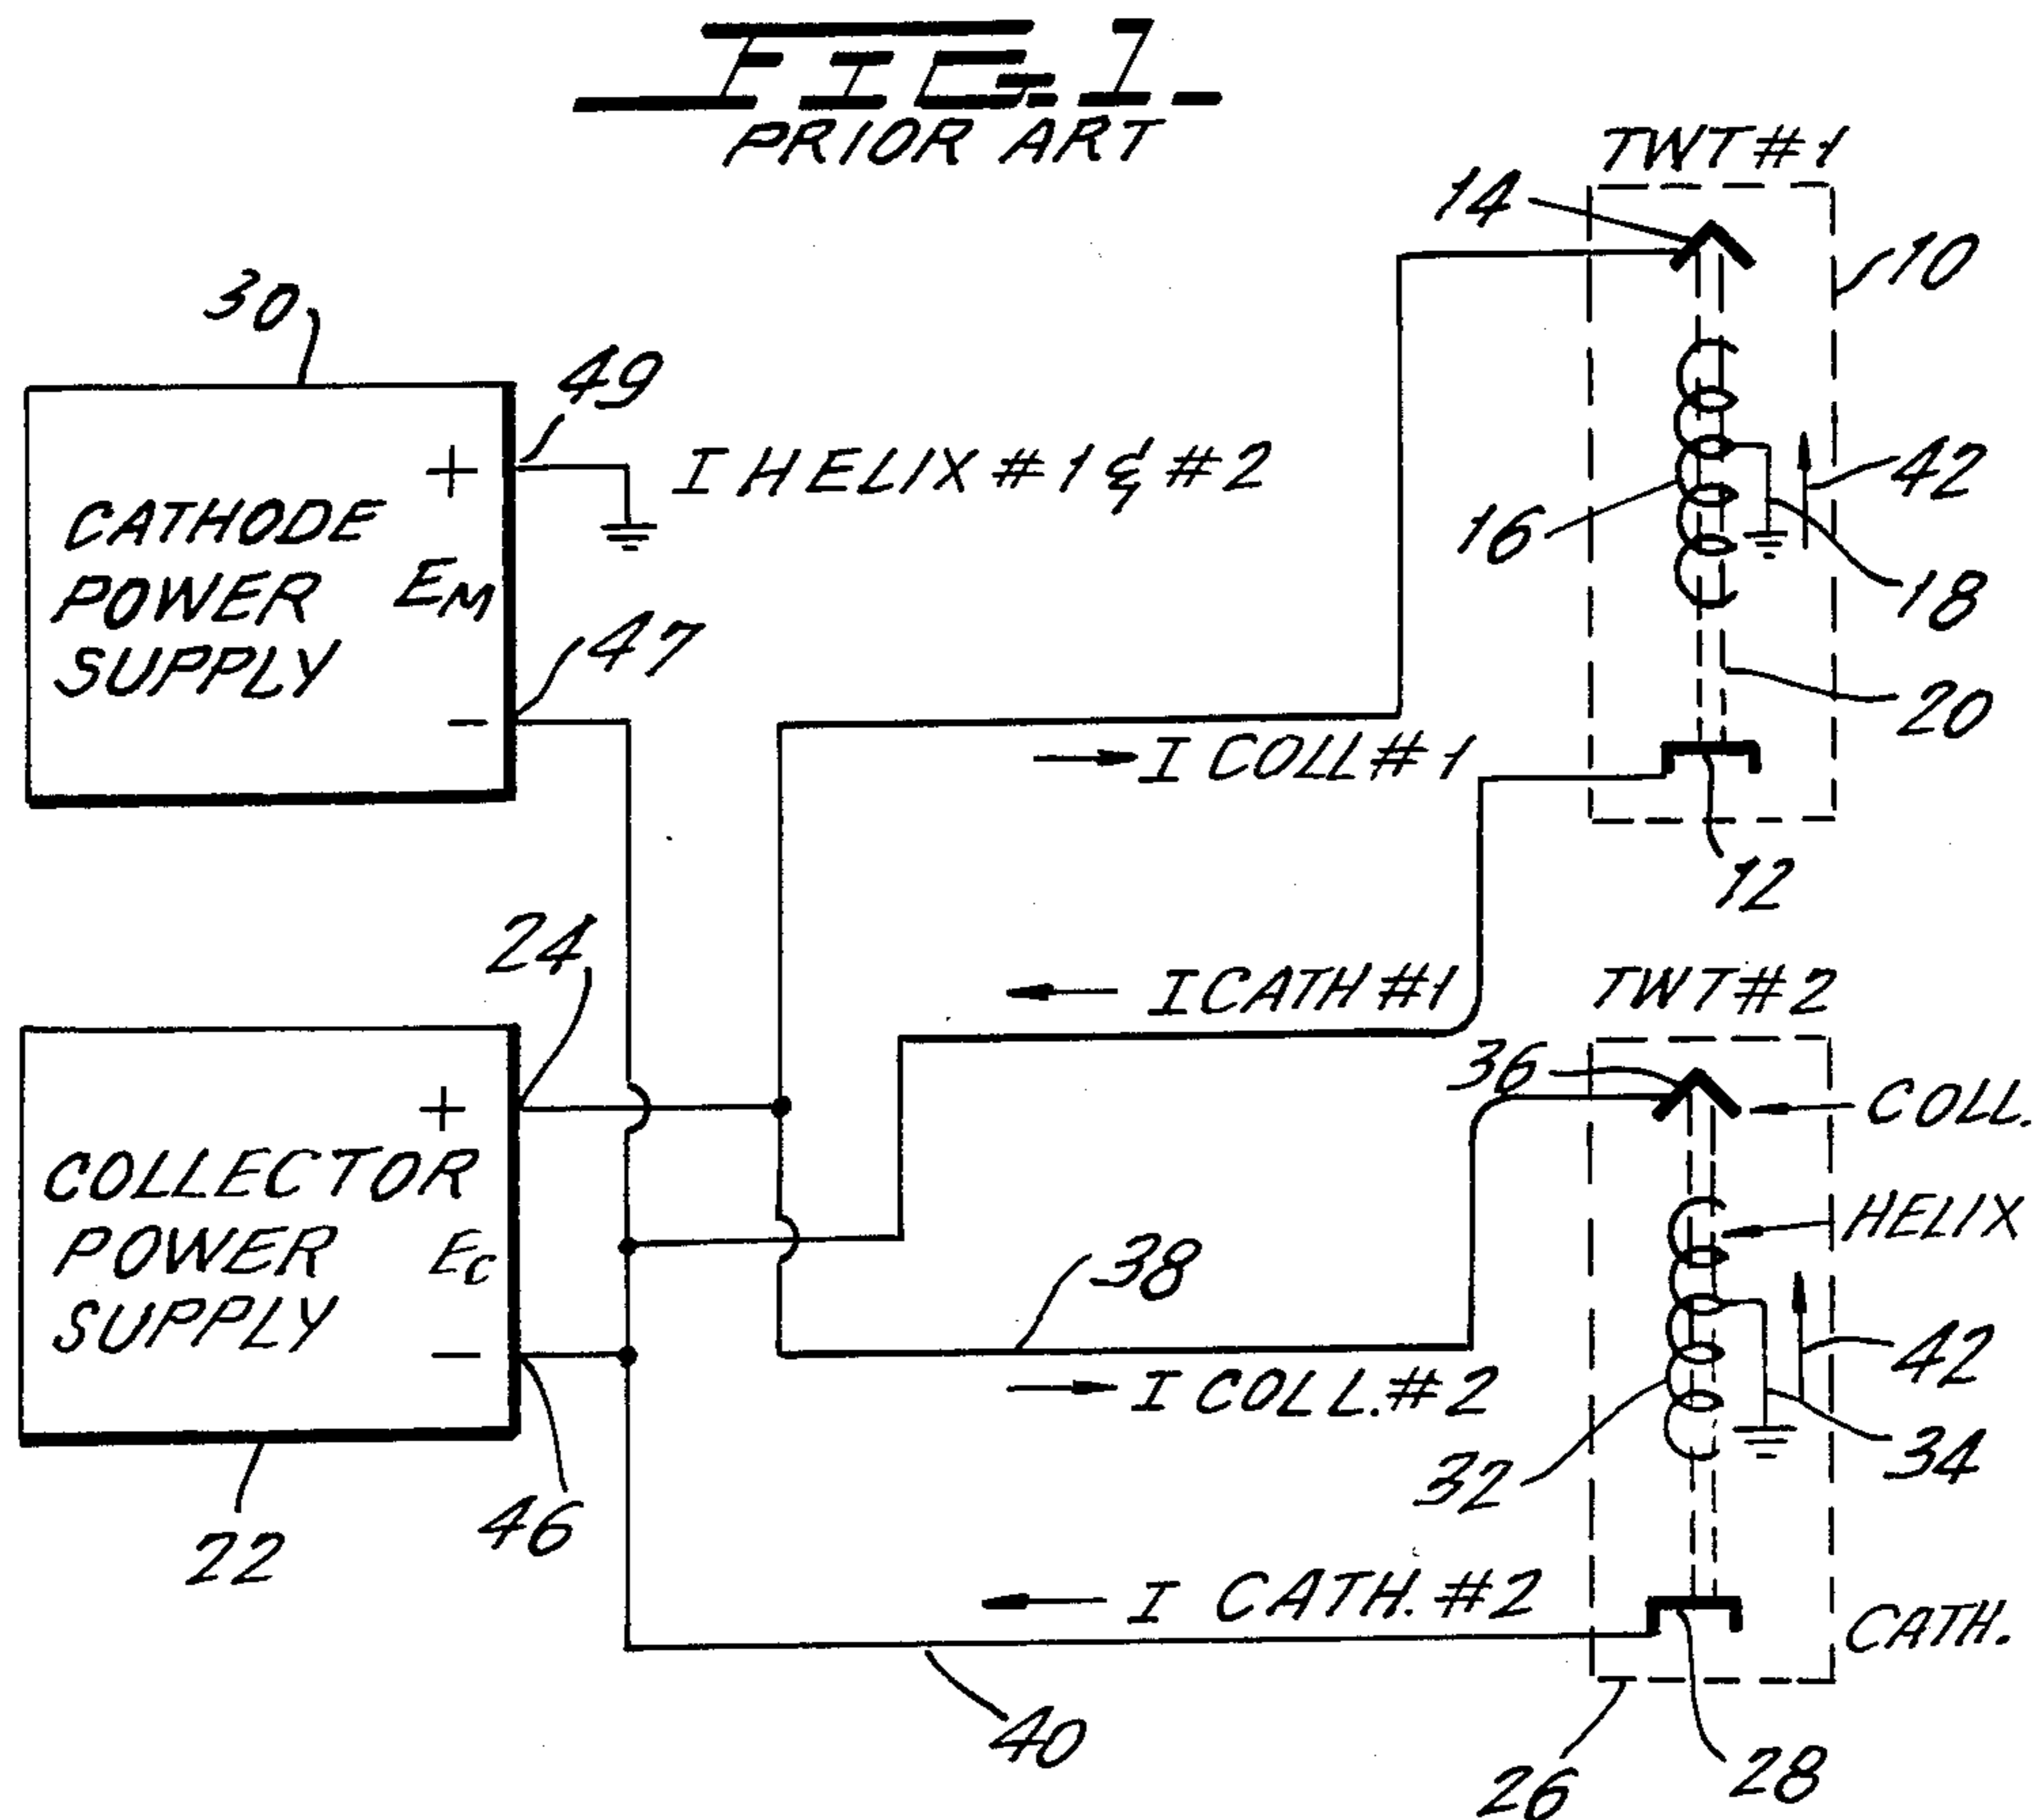 FIG. 1
PRIOR ART
TWT #1
14
10
30
49
I HELIX #1 & #2
+
CATHODE
POWER
SUPPLY
EM
47
−
16
42
18
20
I COLL #1
12
24
I CATH #1
TWT #2
36
COLL.
+
COLLECTOR
POWER
SUPPLY
EC
−
HELIX
38
42
I COLL. #2
32
34
46
22
I CATH. #2
CATH.
40
26
28